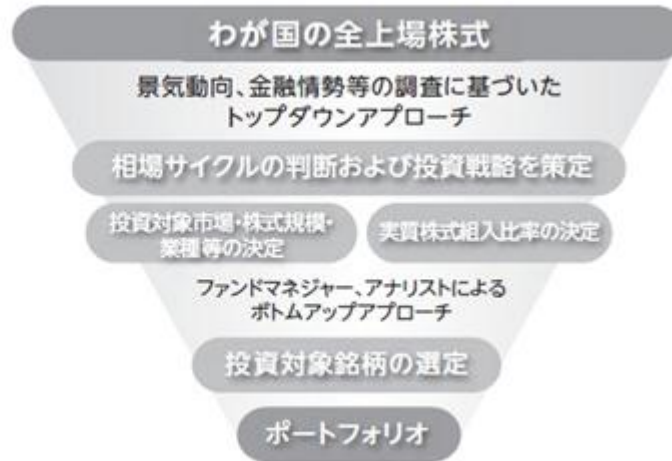 わが国の全上場株式
景気動向、金融情勢等の調査に基づいた
トップダウンアプローチ
相場サイクルの判断および投資戦略を策定
投資対象市場・株式規模・
業種等の決定
実質株式組入比率の決定
ファンドマネジャー、アナリストによる
ボトムアップアプローチ
投資対象銘柄の選定
ポートフォリオ